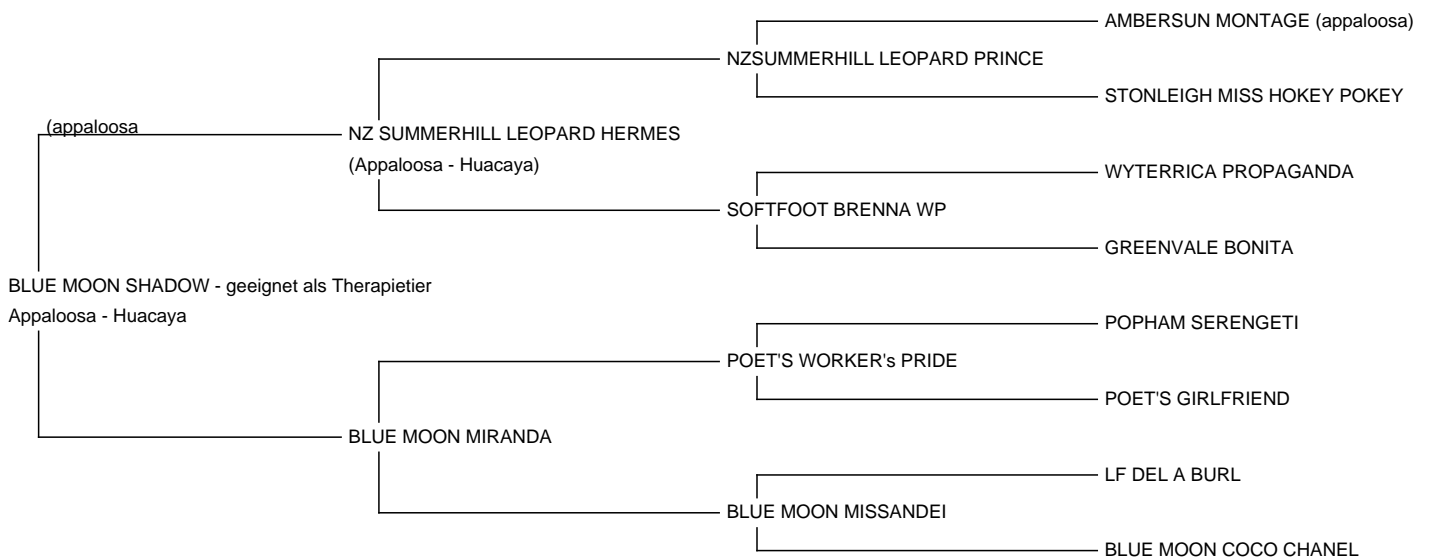 AMBERSUN MONTAGE (appaloosa)
NZSUMMERHILL LEOPARD PRINCE
STONLEIGH MISS HOKEY POKEY
(appaloosa
NZ SUMMERHILL LEOPARD HERMES
(Appaloosa - Huacaya)
WYTERRICA PROPAGANDA
SOFTFOOT BRENNA WP
GREENVALE BONITA
BLUE MOON SHADOW - geeignet als Therapietier
Appaloosa - Huacaya
POPHAM SERENGETI
POET'S WORKER's PRIDE
POET'S GIRLFRIEND
BLUE MOON MIRANDA
LF DEL A BURL
BLUE MOON MISSANDEI
BLUE MOON COCO CHANEL